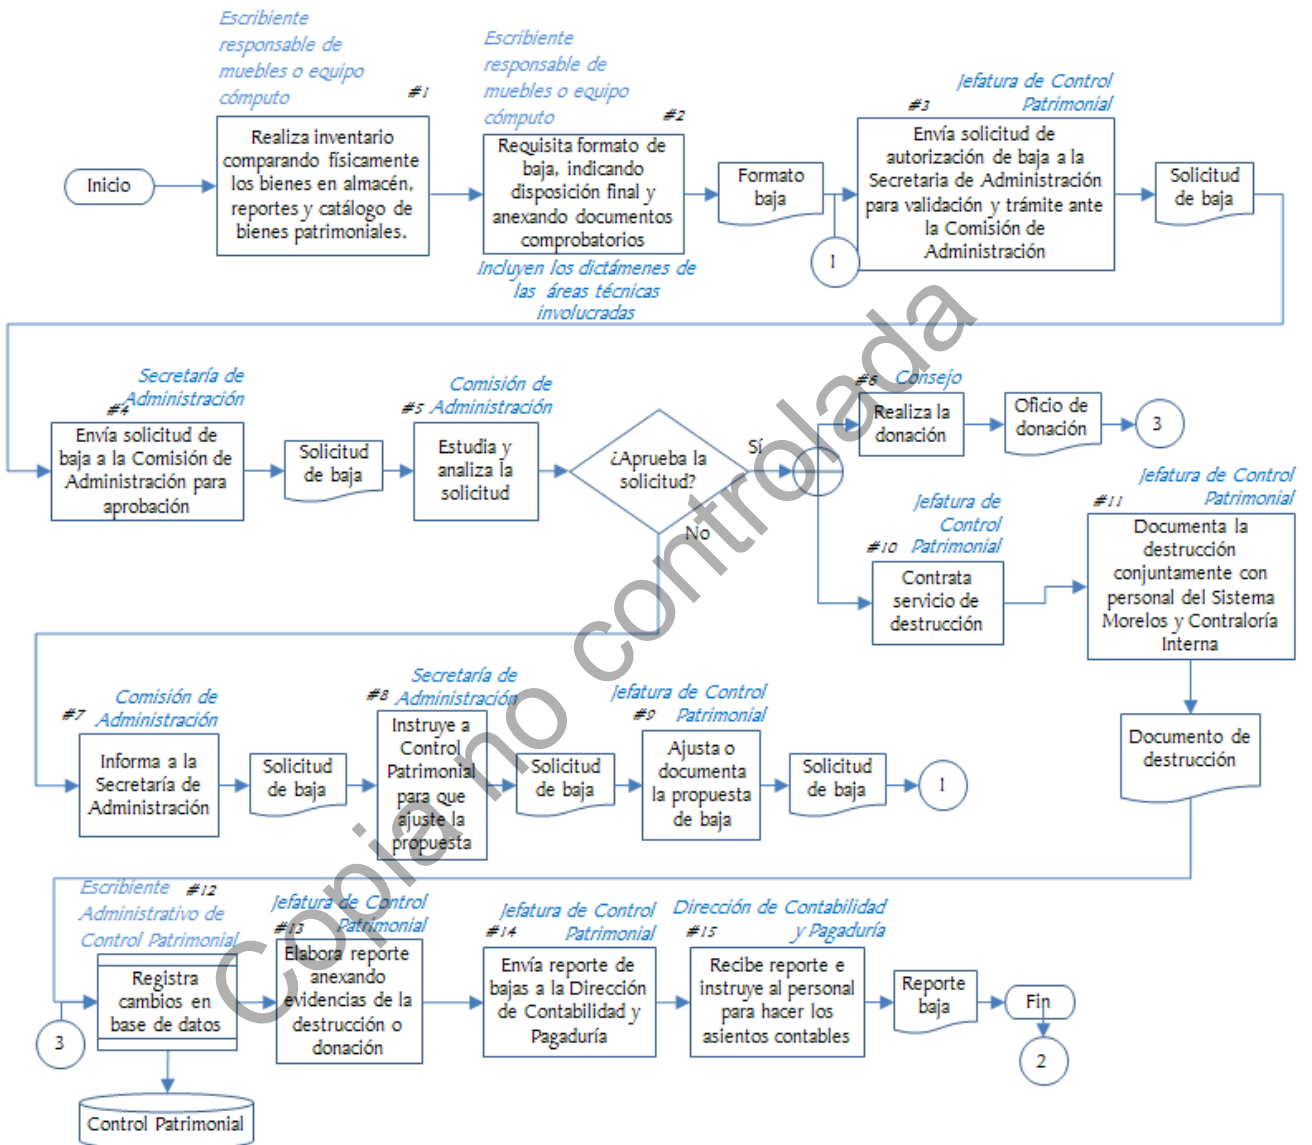 Escribiente
responsable de
muebles o equipo
cómputo
#1
Escribiente
responsable de
muebles o equipo
cómputo
#2
Jefatura de Control
Patrimonial
#3
Inicio
Realiza inventario
comparando físicamente
los bienes en almacén,
reportes y catálogo de
bienes patrimoniales.
Requisita formato de
baja, indicando
disposición final y
anexando documentos
comprobatorios
Incluyen los dictámenes de
las áreas técnicas
involucradas
Formato
baja
1
Envía solicitud de
autorización de baja a la
Secretaria de Administración
para validación y trámite ante
la Comisión de
Administración
Solicitud
de baja
Secretaría de
Administración
#4
Envía solicitud de
baja a la Comisión de
Administración para
aprobación
Solicitud
de baja
Comisión de
Administración
#5
Estudia y
analiza la
solicitud
¿Aprueba la
solicitud?
Sí
No
#6 Consejo
Realiza la
donación
Oficio de
donación
3
Jefatura de
Control
Patrimonial
#10
Contrata
servicio de
destrucción
Jefatura de Control
Patrimonial
#11
Documenta la
destrucción
conjuntamente con
personal del Sistema
Morelos y Contraloría
Interna
Documento de
destrucción
Comisión de
Administración
#7
Informa a la
Secretaría de
Administración
Solicitud
de baja
Secretaría de
Administración
#8
Instruye a
Control
Patrimonial
para que
ajuste la
propuesta
Solicitud
de baja
Jefatura de Control
Patrimonial
#9
Ajusta o
documenta
la propuesta
de baja
Solicitud
de baja
1
Escribiente
Administrativo de
Control Patrimonial
#12
Registra
cambios en
base de datos
3
Control Patrimonial
Jefatura de Control
Patrimonial
#13
Elabora reporte
anexando
evidencias de la
destrucción o
donación
Jefatura de Control
Patrimonial
#14
Envía reporte de
bajas a la Dirección
de Contabilidad y
Pagaduría
Dirección de Contabilidad
y Pagaduría
#15
Recibe reporte e
instruye al personal
para hacer los
asientos contables
Reporte
baja
Fin
2
Copia no controlada